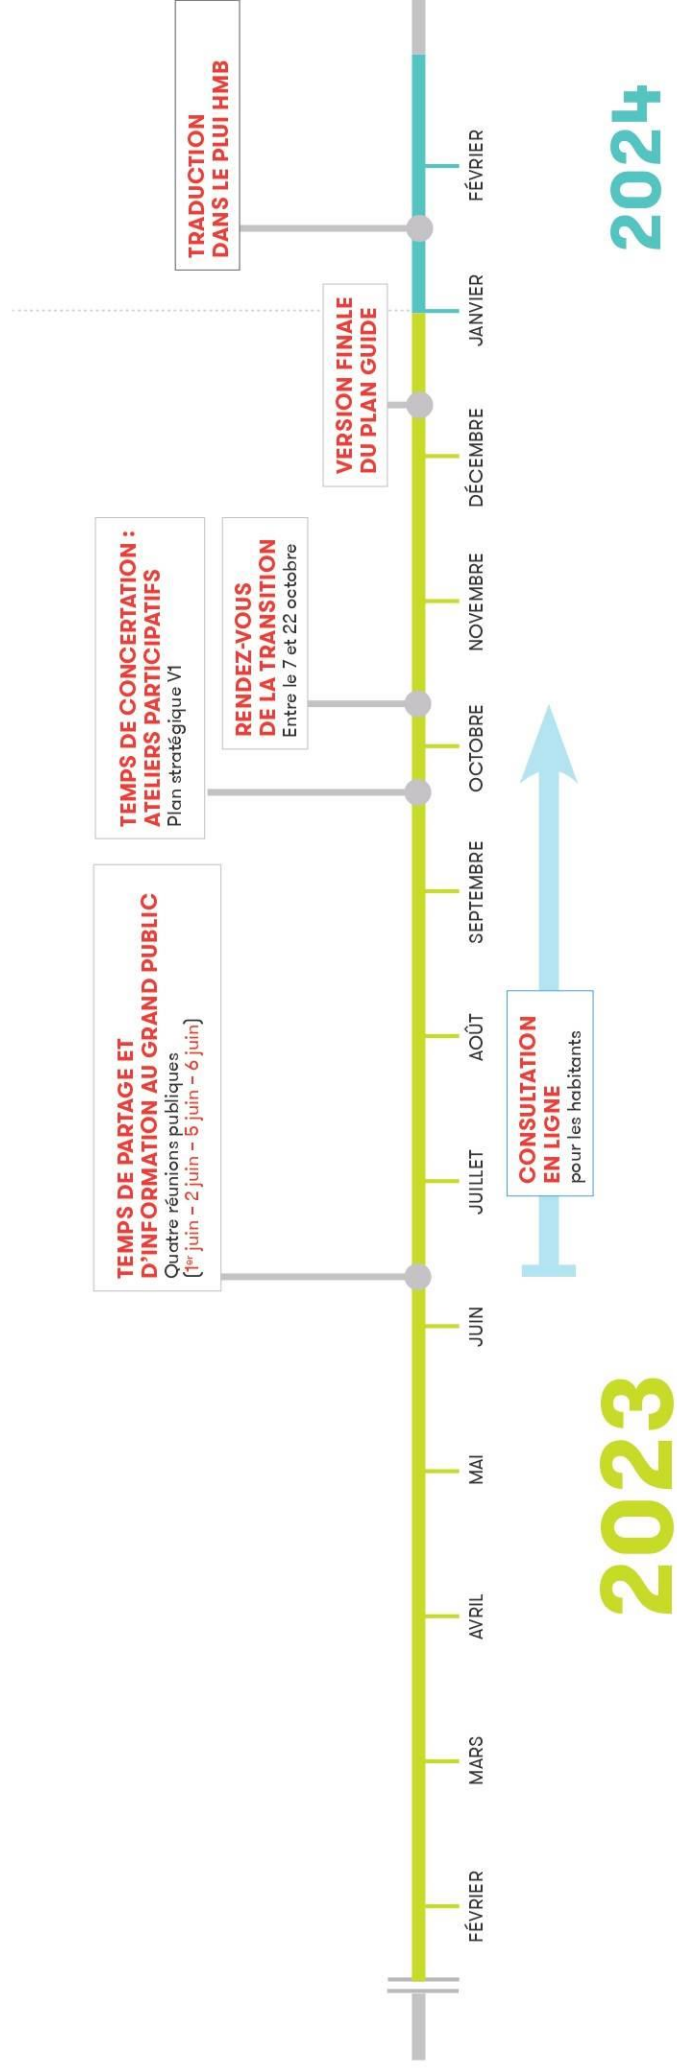 TEMPS DE PARTAGE ET
D'INFORMATION AU GRAND PUBLIC
Quatre réunions publiques
(1er juin – 2 juin – 5 juin – 6 juin)
TEMPS DE CONCERTATION :
ATELIERS PARTICIPATIFS
Plan stratégique V1
RENDEZ-VOUS
DE LA TRANSITION
Entre le 7 et 22 octobre
VERSION FINALE
DU PLAN GUIDE
TRADUCTION
DANS LE PLUI HMB
FÉVRIER
MARS
AVRIL
MAI
JUIN
JUILLET
AOÛT
SEPTEMBRE
OCTOBRE
NOVEMBRE
DÉCEMBRE
JANVIER
FÉVRIER
CONSULTATION
EN LIGNE
pour les habitants
2023
2024